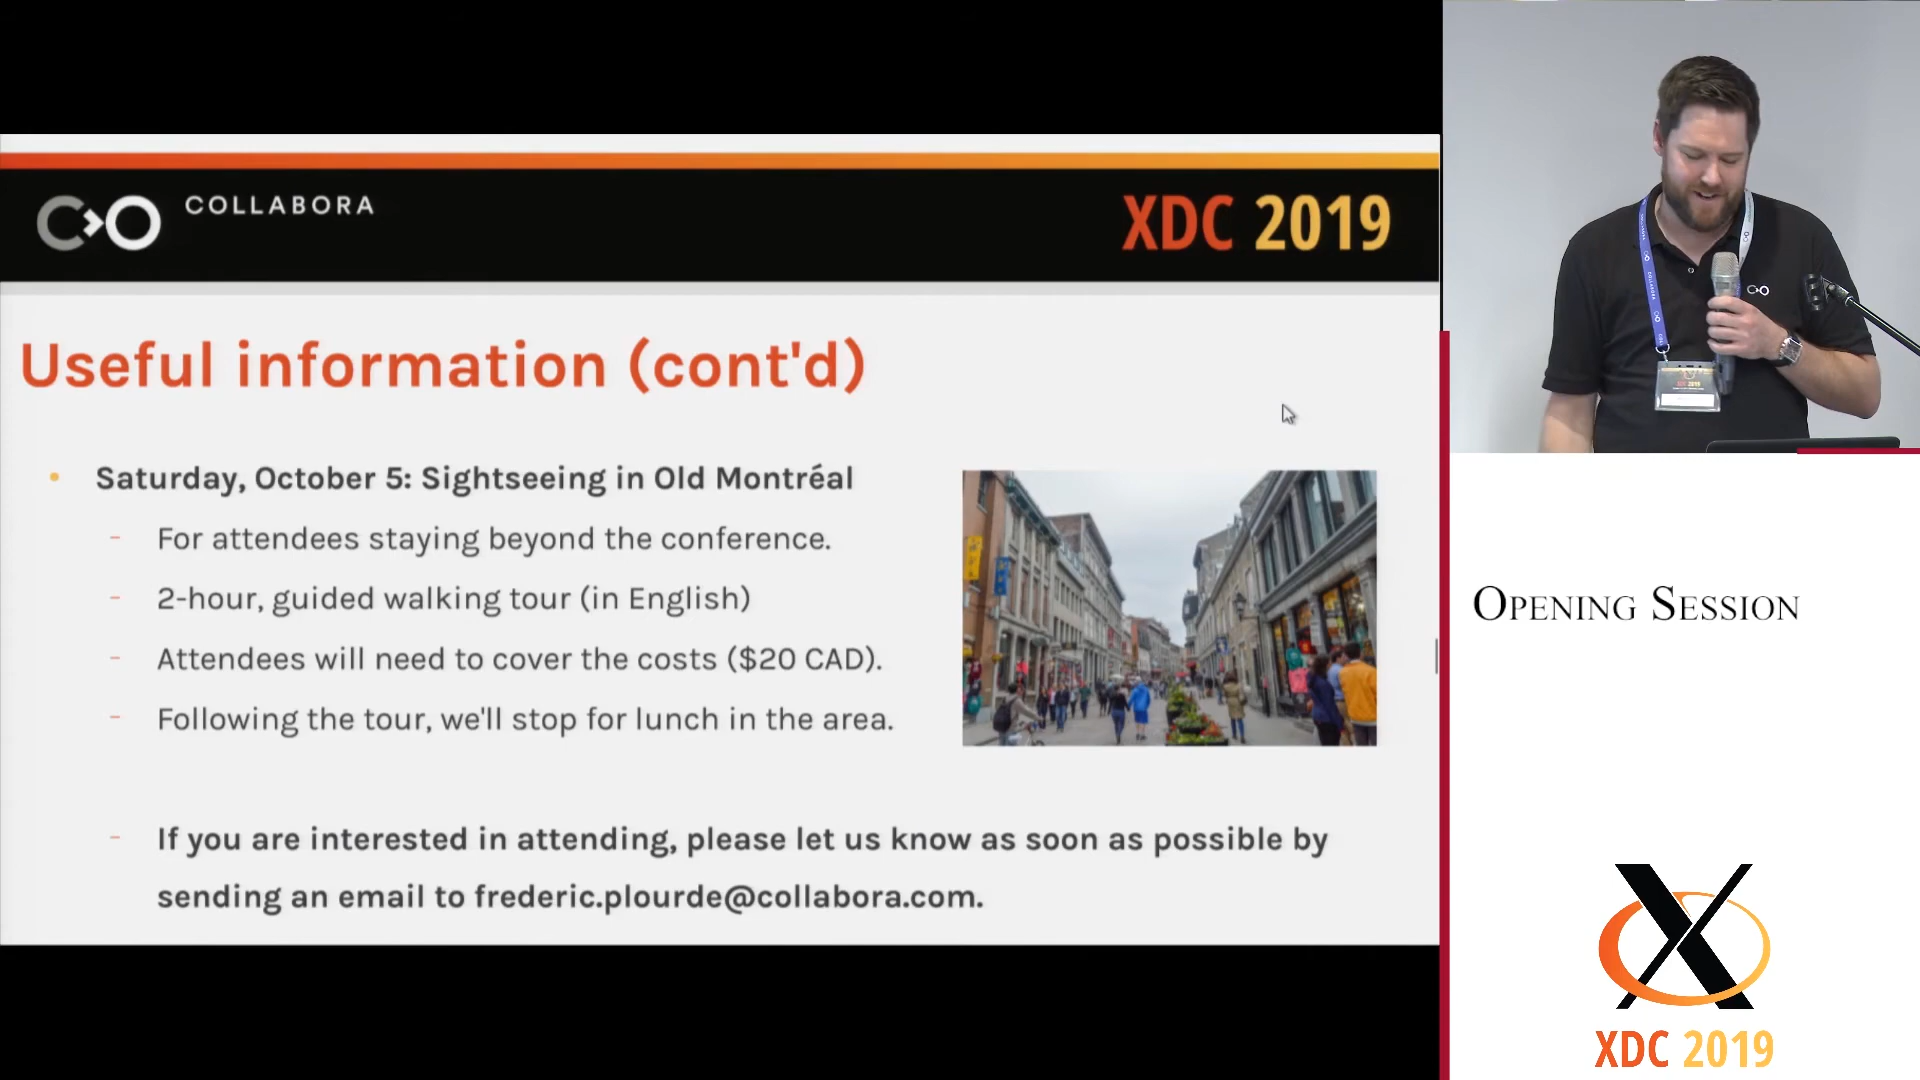 COLLABORA
XDC 2019
Useful information (cont'd)
• Saturday, October 5: Sightseeing in Old Montréal
- For attendees staying beyond the conference.
- 2-hour, guided walking tour (in English)
- Attendees will need to cover the costs ($20 CAD).
- Following the tour, we'll stop for lunch in the area.
- If you are interested in attending, please let us know as soon as possible by
sending an email to frederic.plourde@collabora.com.
XDC 2019
OPENING SESSION
XDC 2019